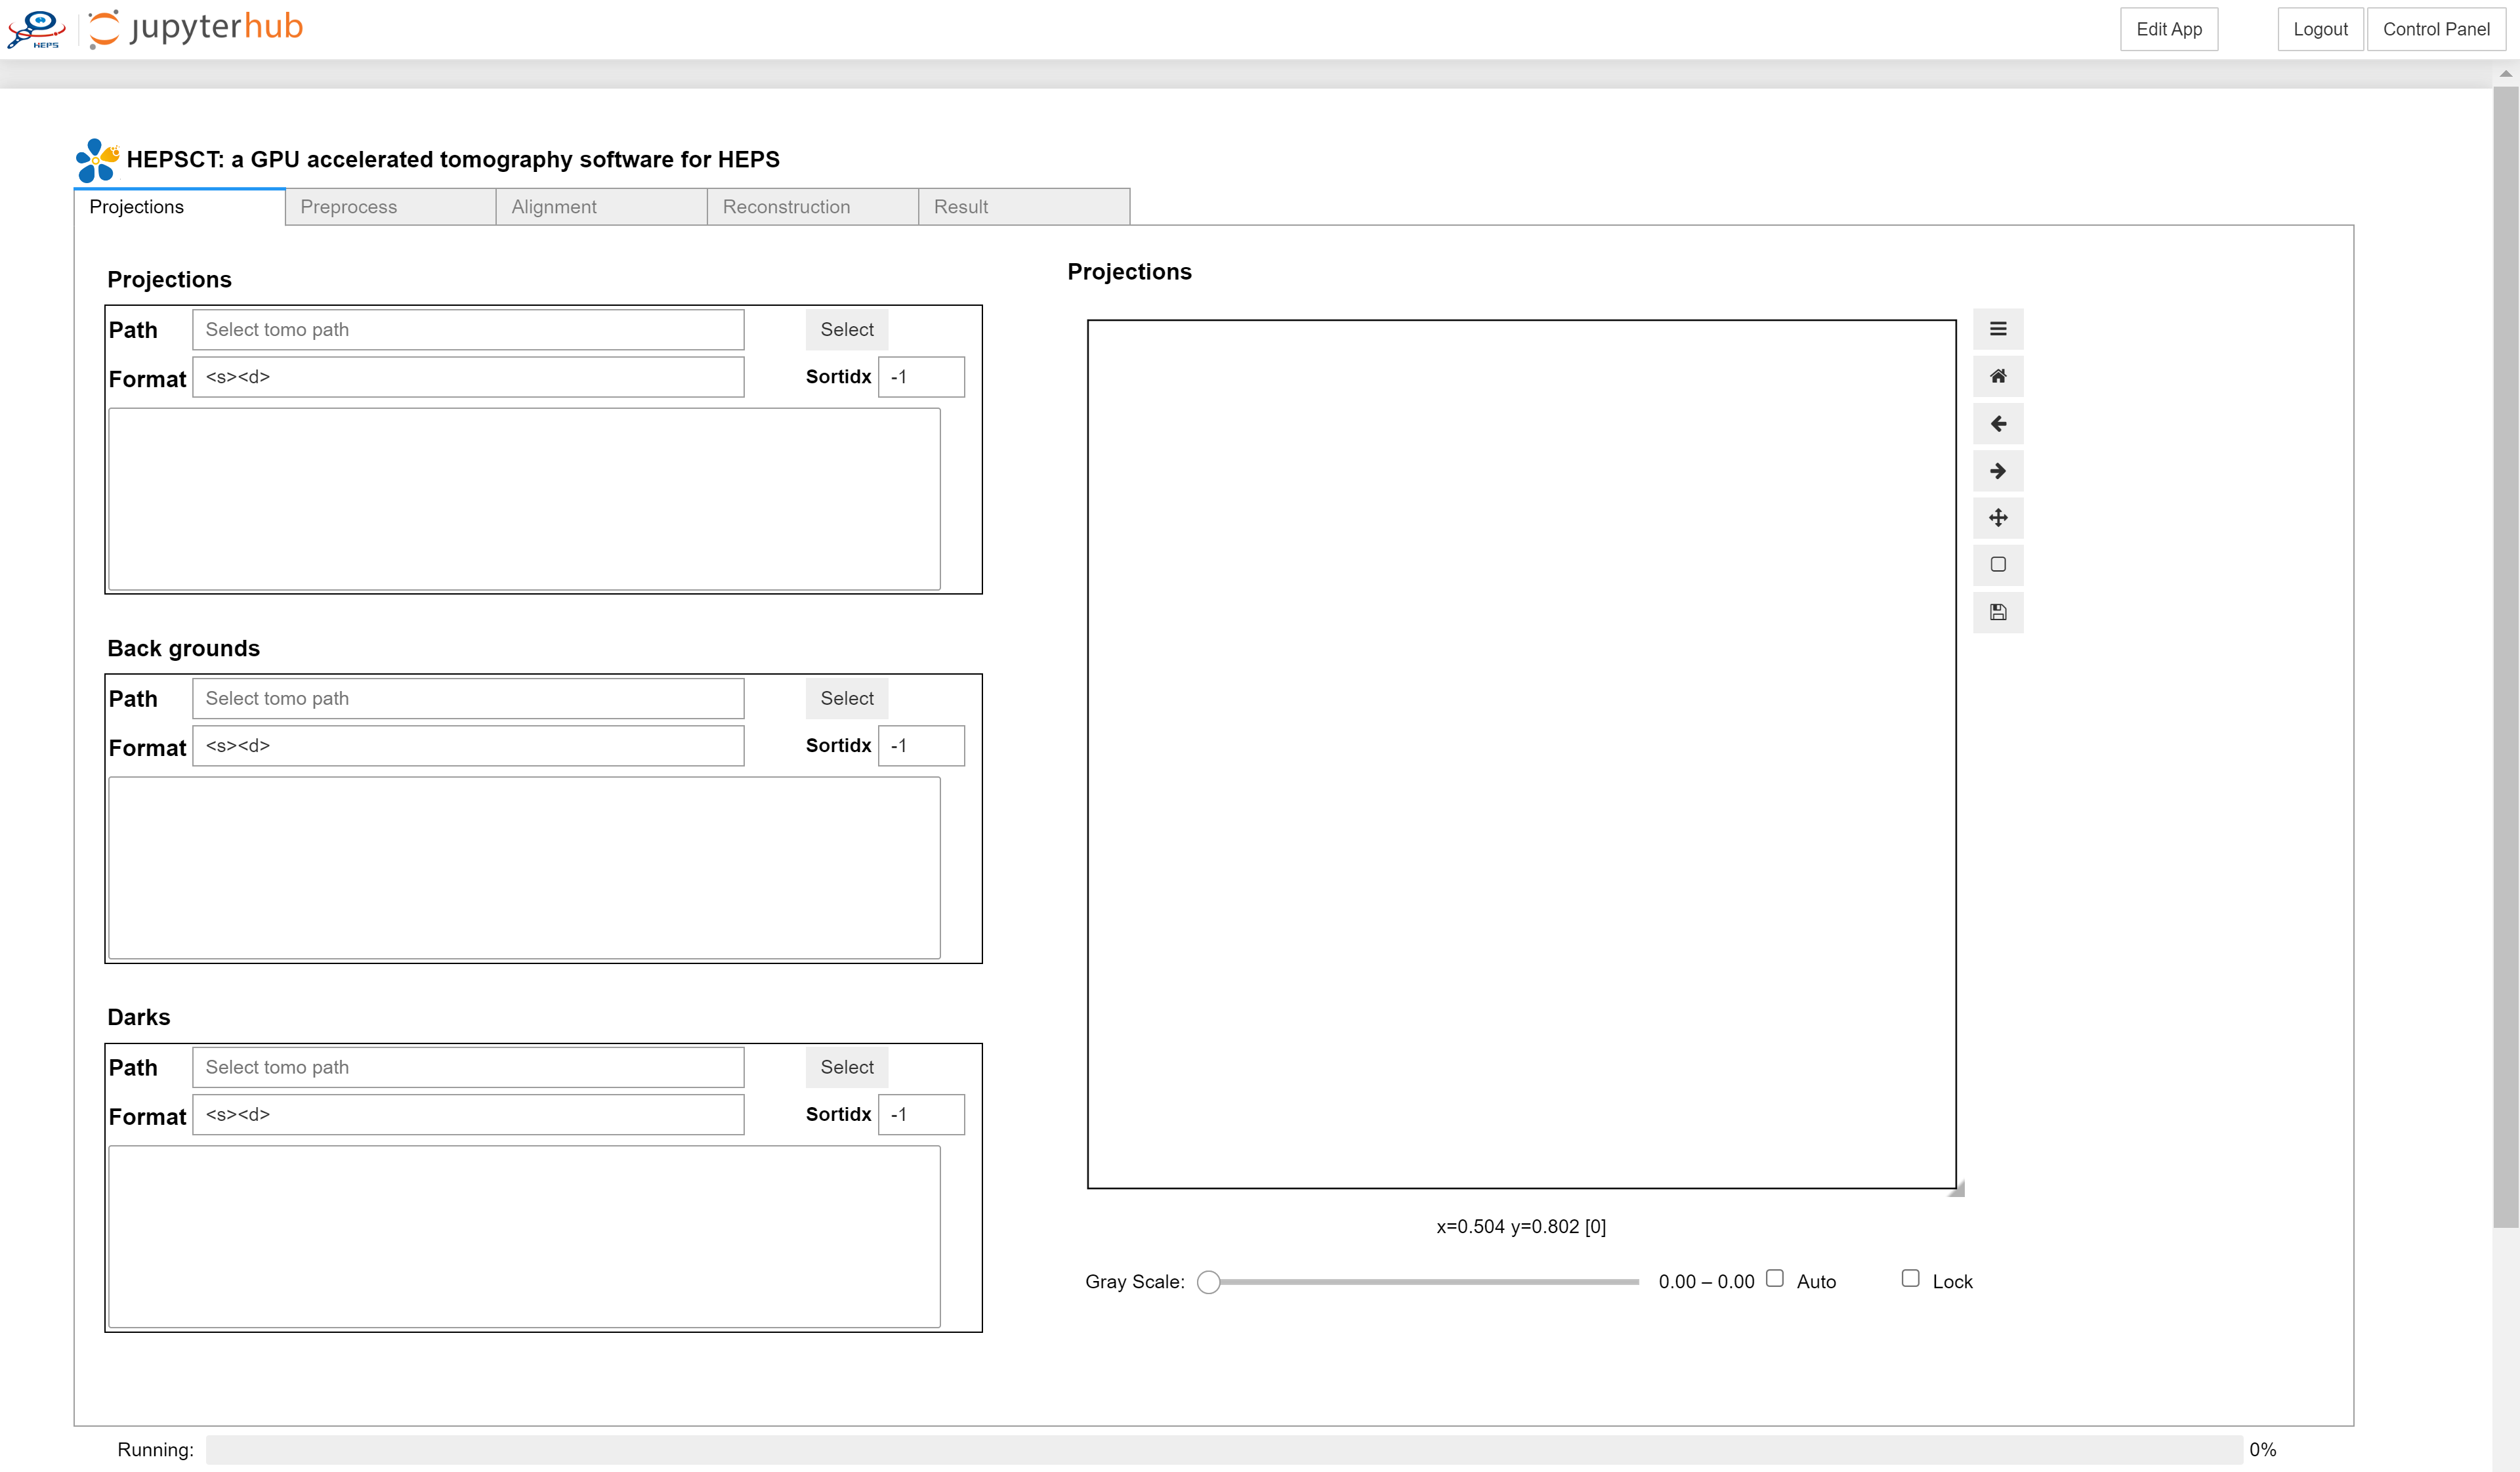 HEPS
jupyterhub
Edit App
Logout
Control Panel
HEPSCT: a GPU accelerated tomography software for HEPS
Projections
Preprocess
Alignment
Reconstruction
Result
Projections
Path
Select tomo path
Select
Format
<s><d>
Sortidx
-1
Back grounds
Path
Select tomo path
Select
Format
<s><d>
Sortidx
-1
Darks
Path
Select tomo path
Select
Format
<s><d>
Sortidx
-1
Projections
x=0.504 y=0.802 [0]
Gray Scale:
0.00 – 0.00
Auto
Lock
Running:
0%